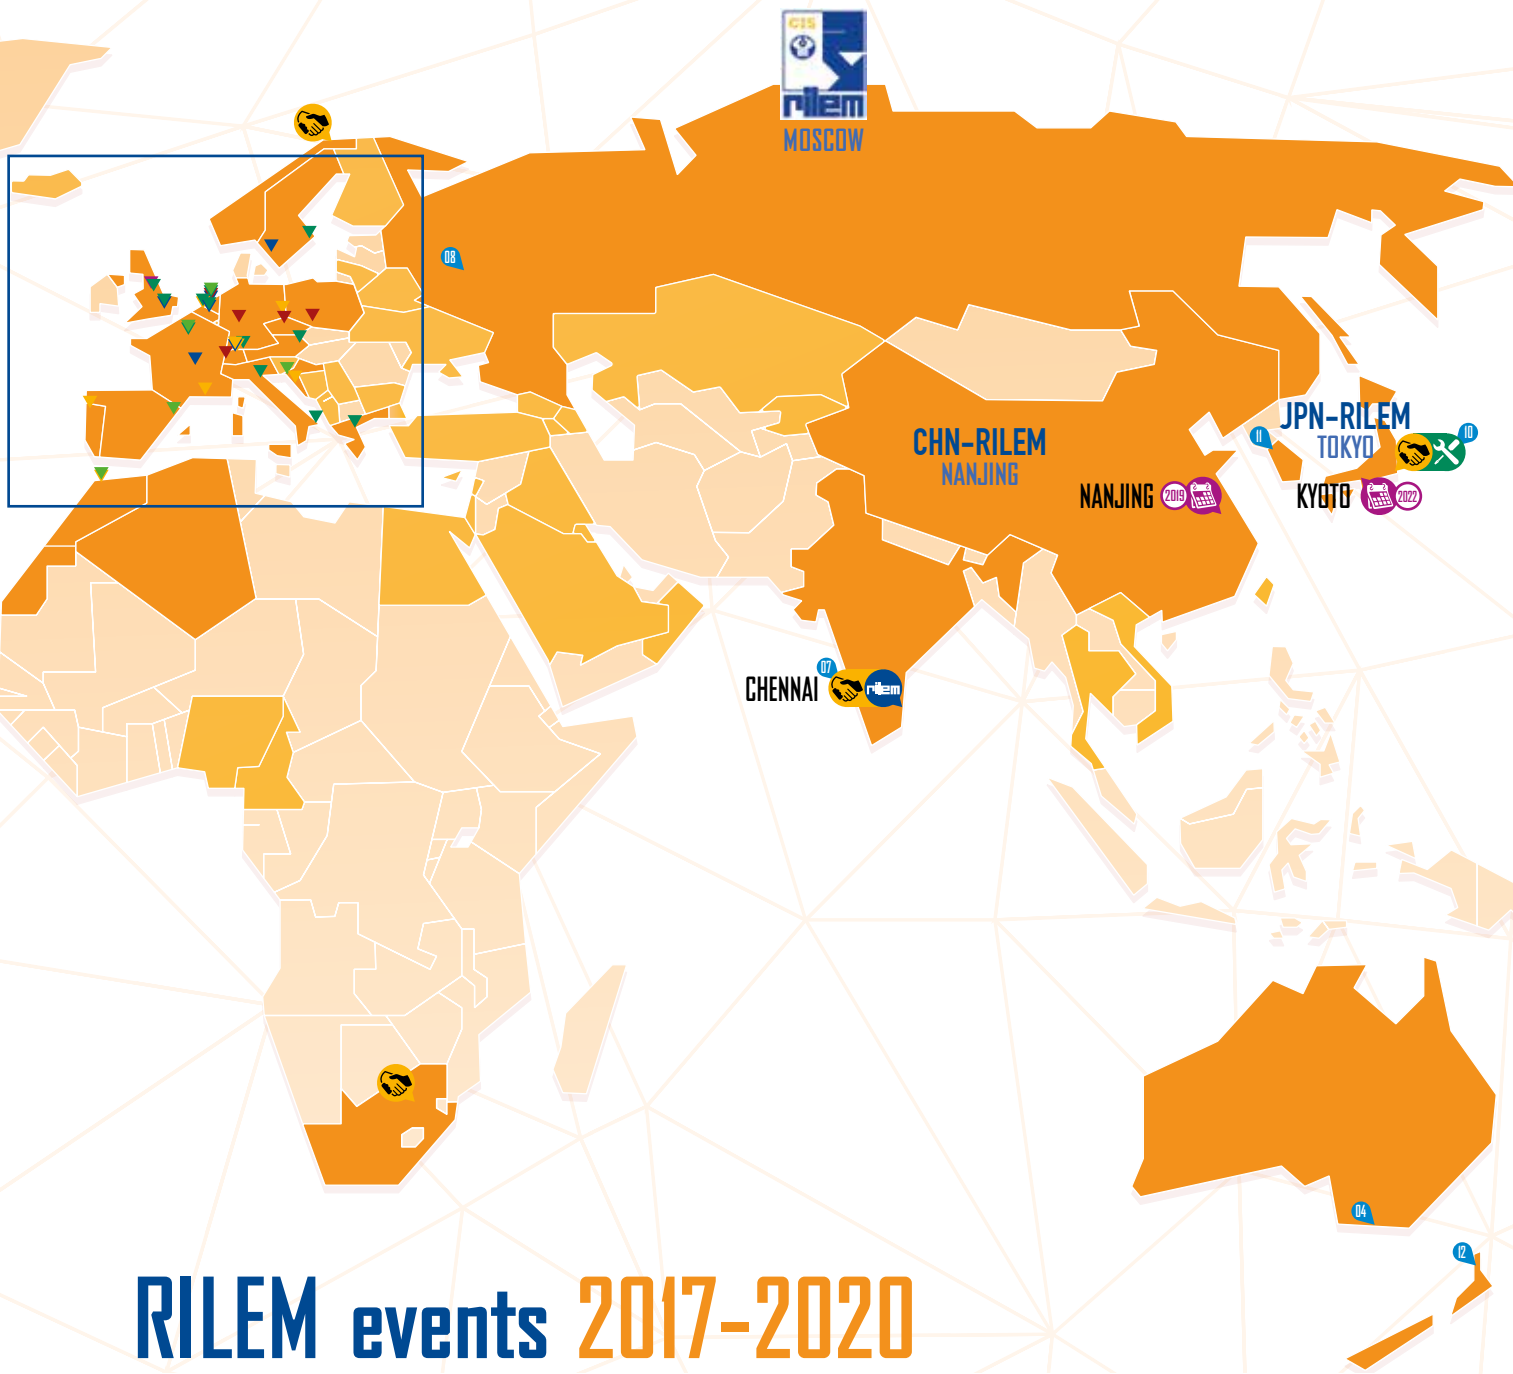 CIS
rilem
MOSCOW
08
CHN-RILEM
NANJING
JPN-RILEM
TOKYO
11
10
NANJING 2019
KYOTO 2022
07
CHENNAI rilem
04
12
RILEM events 2017-2020